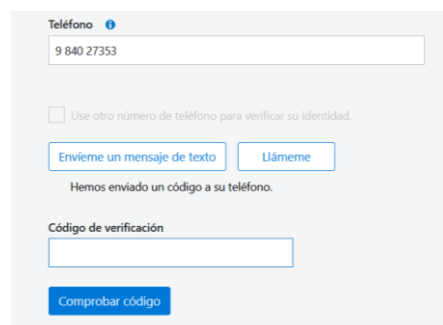 Teléfono
9 840 27353
Use otro número de teléfono para verificar su identidad.
Envíeme un mensaje de texto Llámeme
Hemos enviado un código a su teléfono.
Código de verificación
Comprobar código